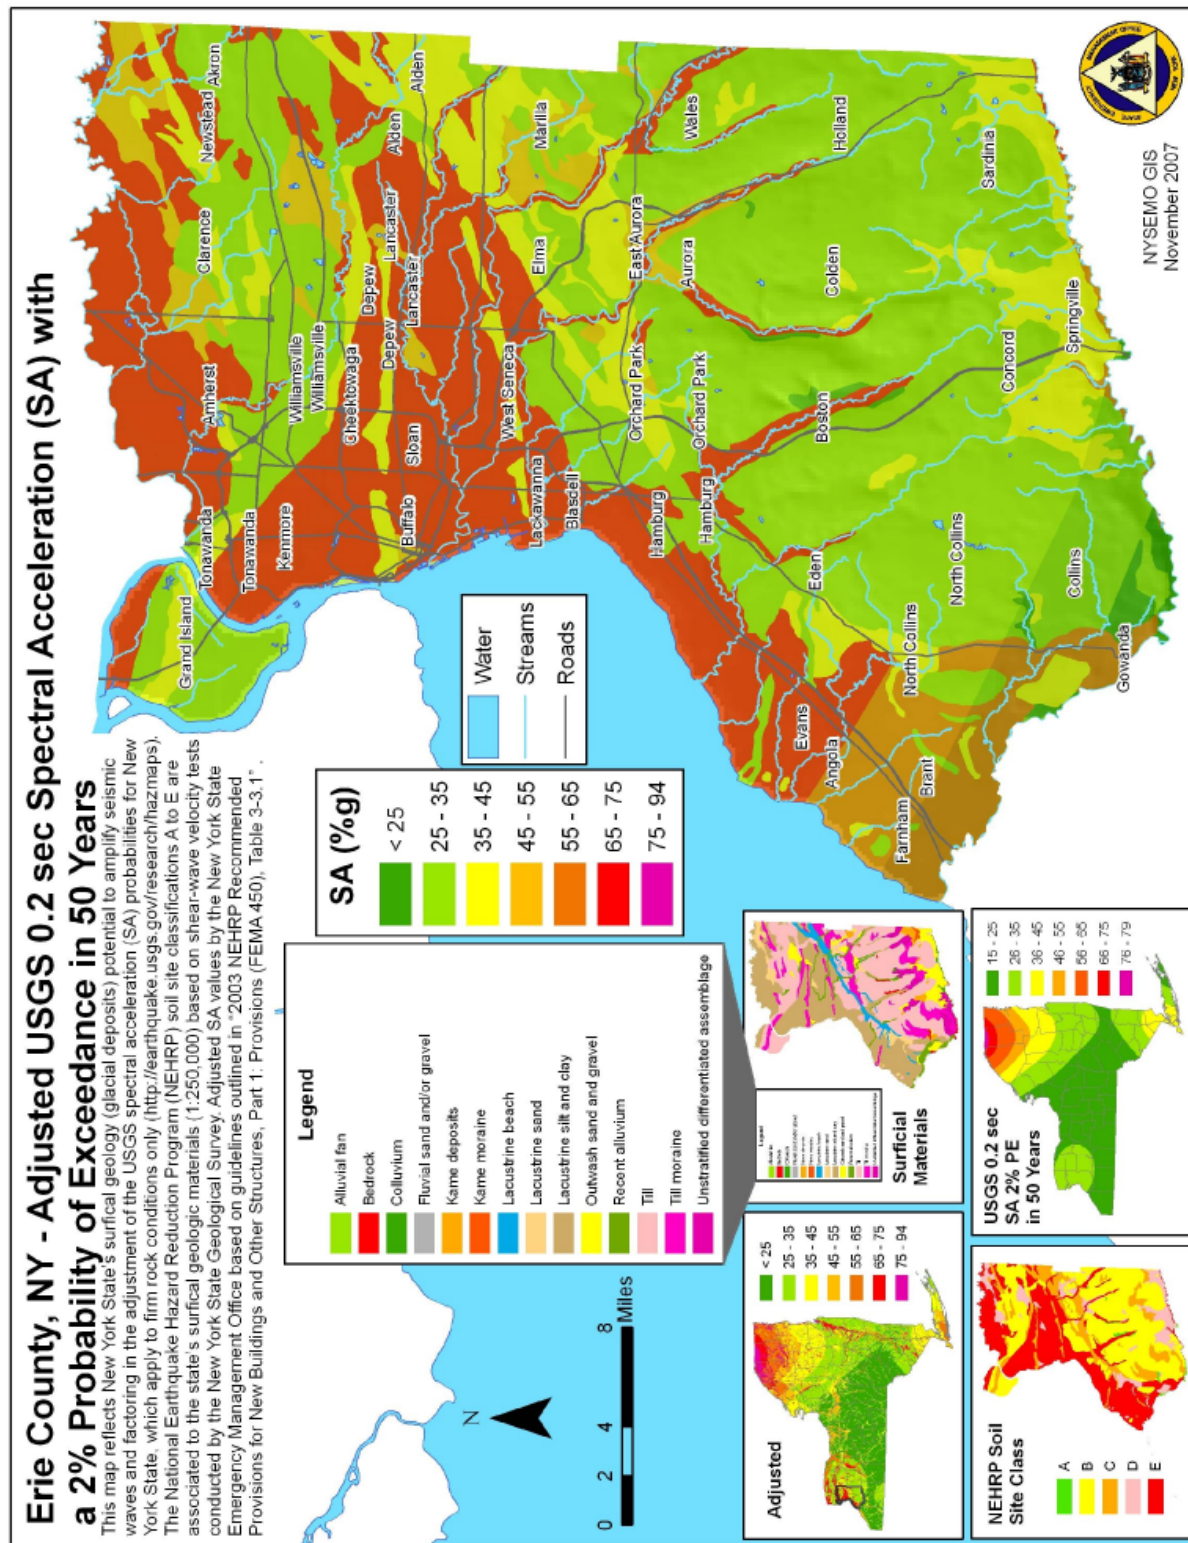 Erie County, NY - Adjusted USGS 0.2 sec Spectral Acceleration (SA) with
a 2% Probability of Exceedance in 50 Years
This map reflects New York State's surfical geology (glacial deposits) potential to amplify seismic
waves and factoring in the adjustment of the USGS spectral acceleration (SA) probabilities for New
York State, which apply to firm rock conditions only (http://earthquake.usgs.gov/research/hazmaps).
The National Earthquake Hazard Reduction Program (NEHRP) soil site classifications A to E are
associated to the state's surfical geologic materials (1:250,000) based on shear-wave velocity tests
conducted by the New York State Geological Survey. Adjusted SA values by the New York State
Emergency Management Office based on guidelines outlined in "2003 NEHRP Recommended
Provisions for New Buildings and Other Structures, Part 1: Provisions (FEMA 450), Table 3-3.1".
Grand Island
Tonawanda
Tonawanda
Kenmore
Amherst
Williamsville
Williamsville
Clarence
Newstead
Akron
Cheektowaga
Depew
Depew
Lancaster
Lancaster
Alden
Alden
Buffalo
Sloan
West Seneca
Elma
Marilla
Lackawanna
Blasdell
Orchard Park
Orchard Park
East Aurora
Aurora
Wales
Hamburg
Hamburg
Boston
Colden
Holland
Evans
Angola
Eden
North Collins
North Collins
Concord
Sardinia
Springville
Farnham
Brant
Collins
Gowanda
Water
Streams
Roads
SA (%g)
< 25
25 - 35
35 - 45
45 - 55
55 - 65
65 - 75
75 - 94
Legend
Alluvial fan
Bedrock
Colluvium
Fluvial sand and/or gravel
Kame deposits
Kame moraine
Lacustrine beach
Lacustrine sand
Lacustrine silt and clay
Outwash sand and gravel
Recent alluvium
Till
Till moraine
Unstratified differentiated assemblage
N
0 2 4 8
Miles
Adjusted
< 25
25 - 35
35 - 45
45 - 55
55 - 65
65 - 75
75 - 94
Surficial
Materials
Legend
NEHRP Soil
Site Class
A
B
C
D
E
USGS 0.2 sec
SA 2% PE
in 50 Years
15 - 25
26 - 35
36 - 45
46 - 55
56 - 65
66 - 75
76 - 79
NYSEMO GIS
November 2007